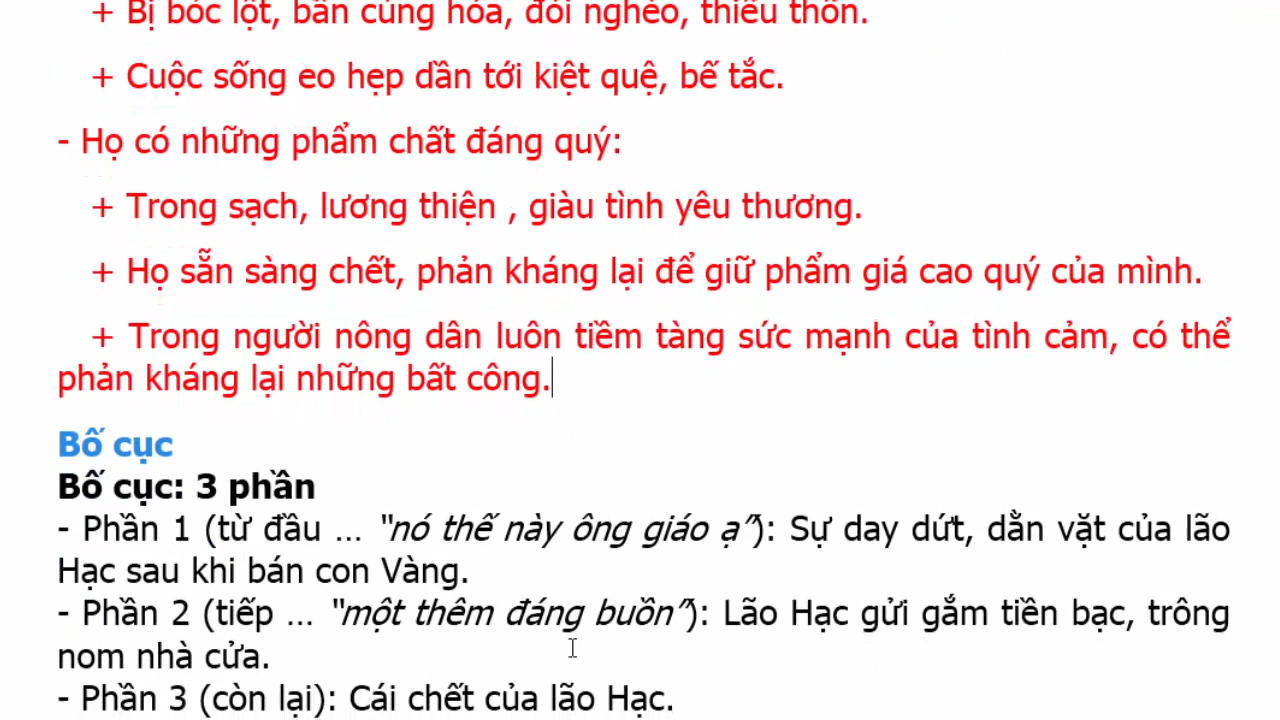 + Bị bóc lột, bần cùng hóa, đói nghèo, thiếu thốn.
+ Cuộc sống eo hẹp dần tới kiệt quệ, bế tắc.
- Họ có những phẩm chất đáng quý:
+ Trong sạch, lương thiện , giàu tình yêu thương.
+ Họ sẵn sàng chết, phản kháng lại để giữ phẩm giá cao quý của mình.
+ Trong người nông dân luôn tiềm tàng sức mạnh của tình cảm, có thể
phản kháng lại những bất công.
Bố cục
Bố cục: 3 phần
- Phần 1 (từ đầu … “nó thế này ông giáo ạ”): Sự day dứt, dằn vặt của lão
Hạc sau khi bán con Vàng.
- Phần 2 (tiếp … “một thêm đáng buồn”): Lão Hạc gửi gắm tiền bạc, trông
nom nhà cửa.
- Phần 3 (còn lại): Cái chết của lão Hạc.